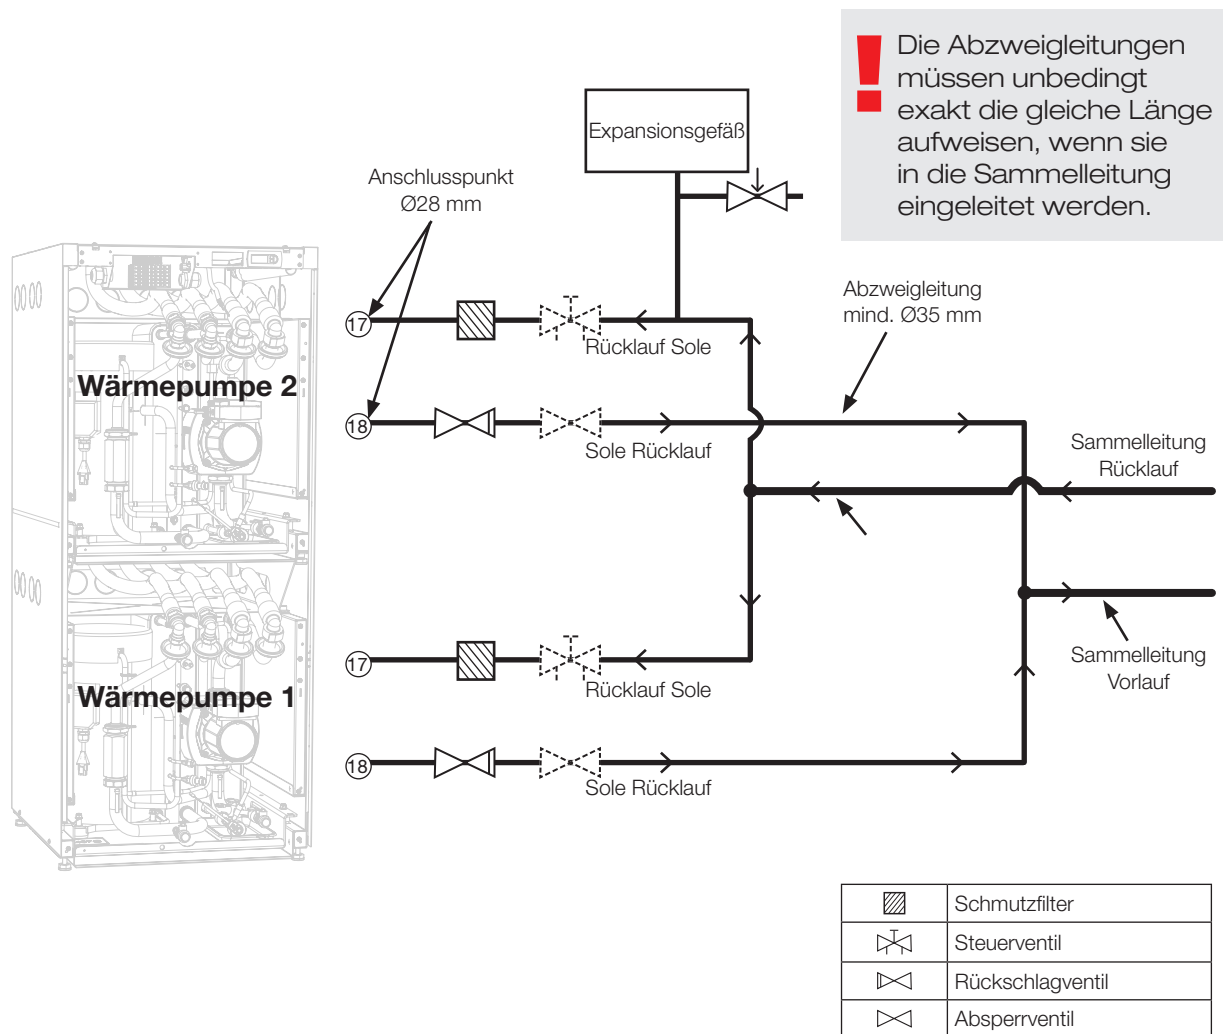 Die Abzweigleitungen
müssen unbedingt
exakt die gleiche Länge
aufweisen, wenn sie
in die Sammelleitung
eingeleitet werden.
Expansionsgefäß
Anschlusspunkt
Ø28 mm
Abzweigleitung
mind. Ø35 mm
17
Rücklauf Sole
Wärmepumpe 2
18
Sole Rücklauf
Sammelleitung
Rücklauf
17
Rücklauf Sole
Sammelleitung
Vorlauf
Wärmepumpe 1
18
Sole Rücklauf
Schmutzfilter
Steuerventil
Rückschlagventil
Absperrventil